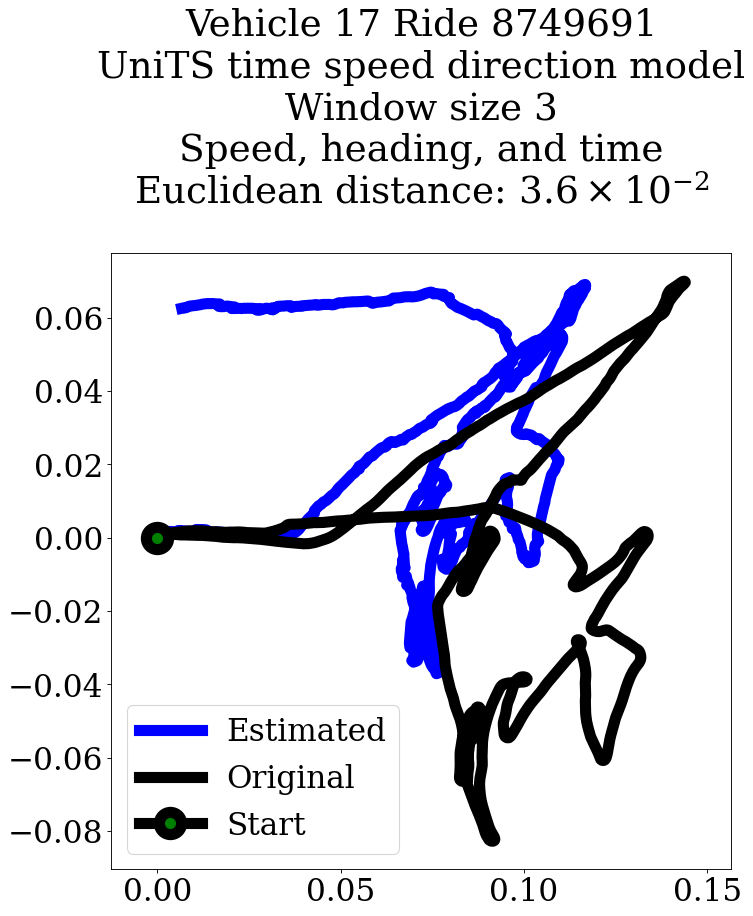 Vehicle 17 Ride 8749691
UniTS time speed direction model
Window size 3
Speed, heading, and time
Euclidean distance: $3.6 \times 10^{-2}$
0.06
0.04
0.02
0.00
−0.02
−0.04
−0.06
−0.08
Estimated
Original
Start
0.00 0.05 0.10 0.15